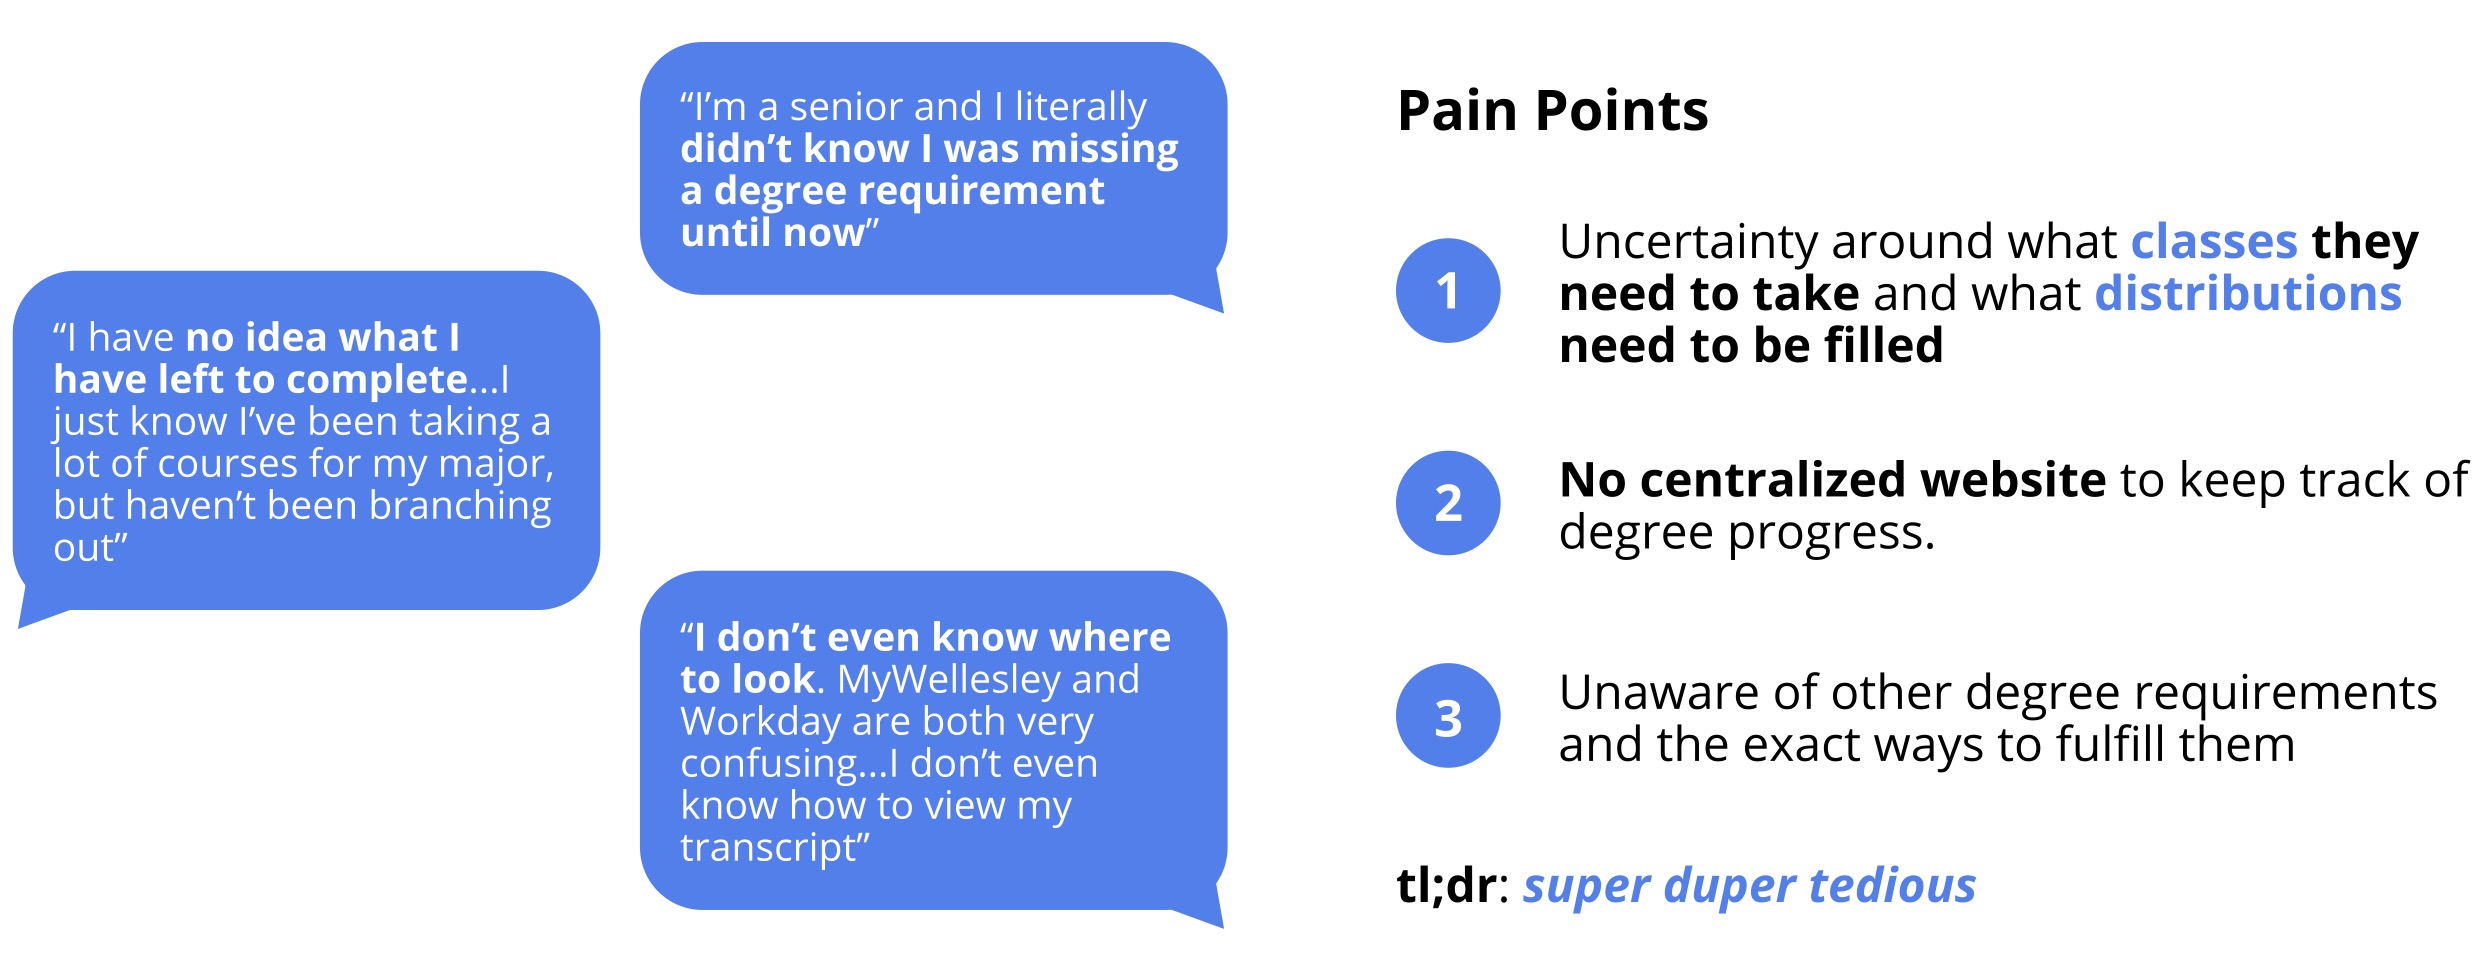 “I’m a senior and I literally
didn’t know I was missing
a degree requirement
until now”
“I have no idea what I
have left to complete...I
just know I’ve been taking a
lot of courses for my major,
but haven’t been branching
out”
“I don’t even know where
to look. MyWellesley and
Workday are both very
confusing...I don’t even
know how to view my
transcript”
Pain Points
1
Uncertainty around what classes they
need to take and what distributions
need to be filled
2
No centralized website to keep track of
degree progress.
3
Unaware of other degree requirements
and the exact ways to fulfill them
tl;dr: super duper tedious